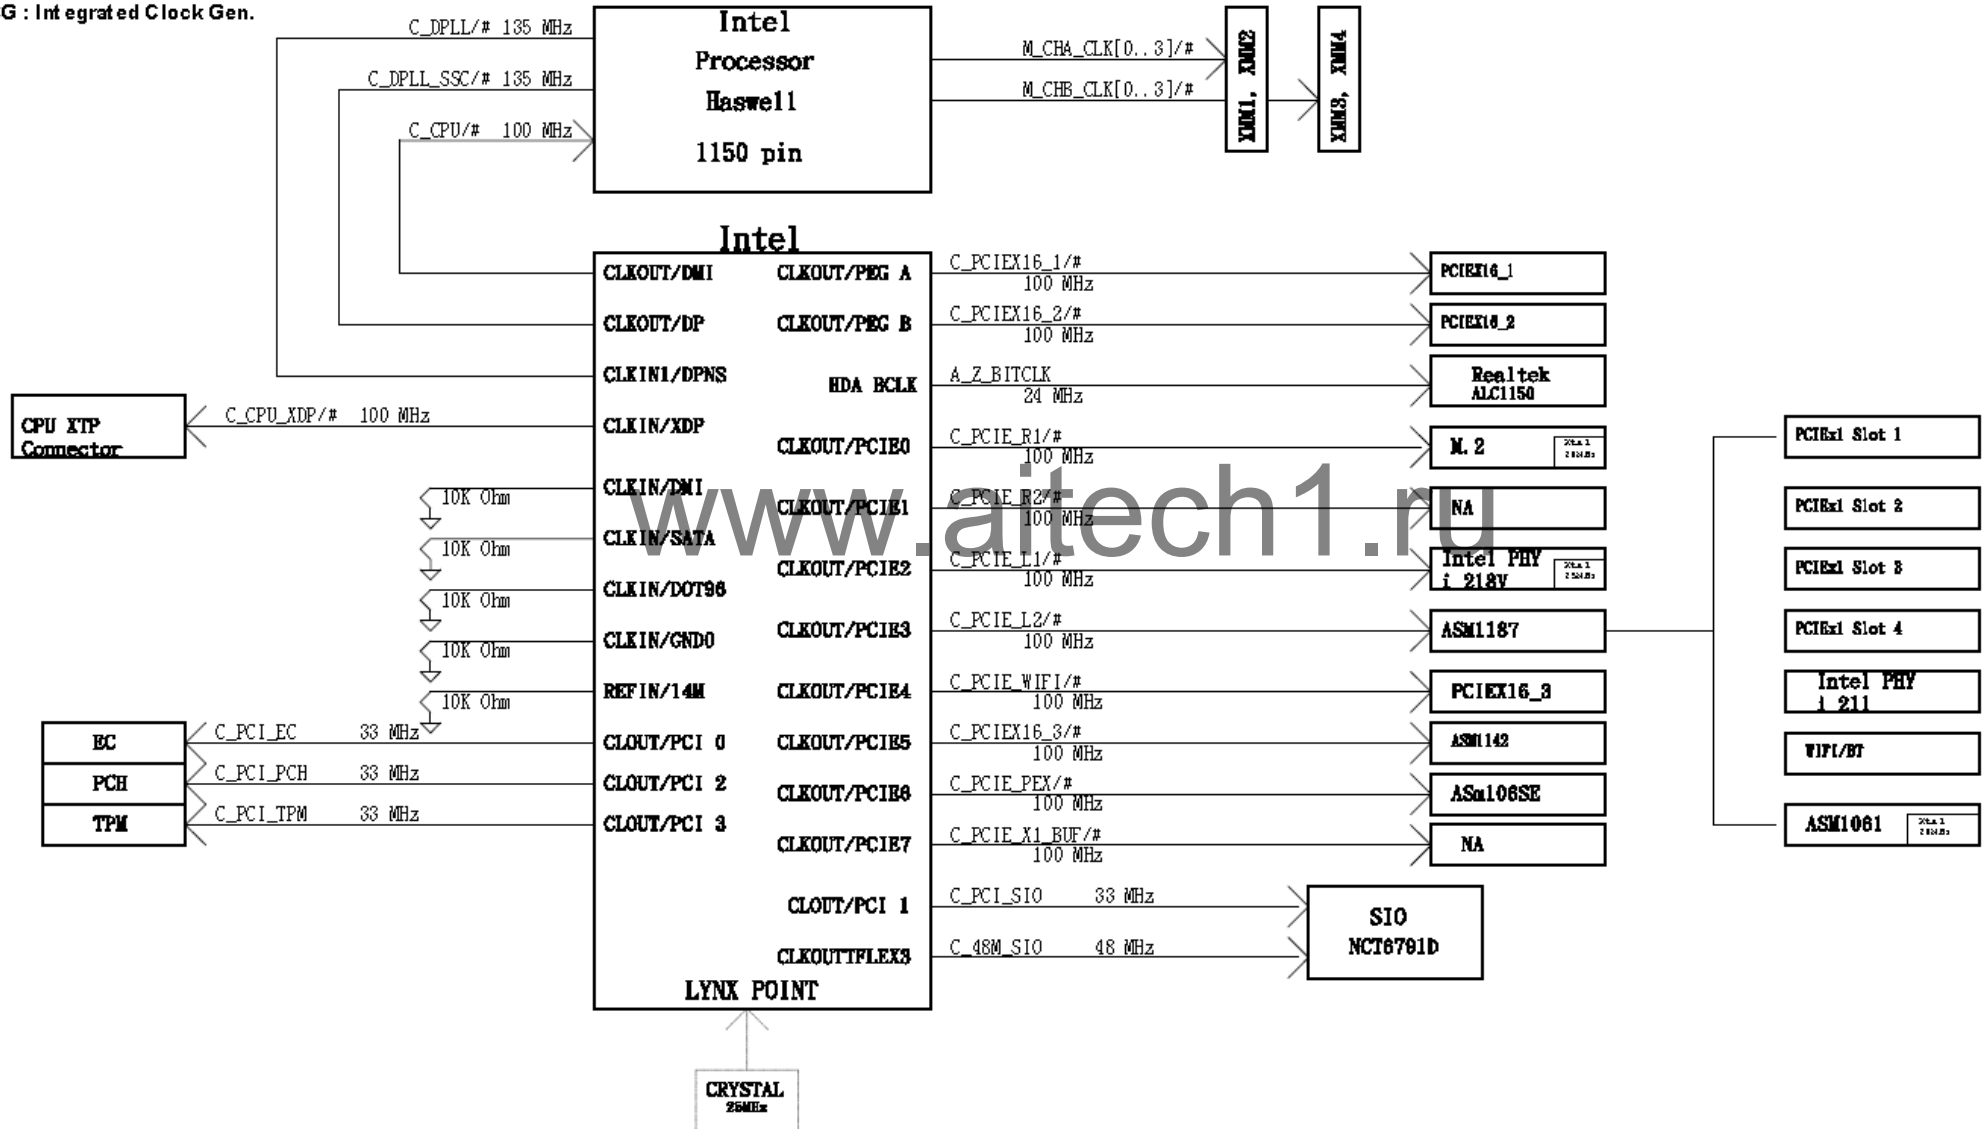 G : Integrated Clock Gen.
C_DPLL/# 135 MHz
C_DPLL_SSC/# 135 MHz
C_CPU/# 100 MHz
Intel
Processor
Haswell
1150 pin
M_CHA_CLK[0..3]/#
M_CHB_CLK[0..3]/#
XMM1, XMM2
XMM3, XMM4
Intel
CLKOUT/DMI
CLKOUT/DP
CLKIN1/DPNS
CLKIN/XDP
CLKIN/DMI
CLKIN/SATA
CLKIN/DOT96
CLKIN/GND0
REFIN/14M
CLOUT/PCI 0
CLOUT/PCI 2
CLOUT/PCI 3
CLKOUT/PEG A
CLKOUT/PEG B
HDA BCLK
CLKOUT/PCIE0
CLKOUT/PCIE1
CLKOUT/PCIE2
CLKOUT/PCIE3
CLKOUT/PCIE4
CLKOUT/PCIE5
CLKOUT/PCIE6
CLKOUT/PCIE7
CLOUT/PCI 1
CLKOUTTFLEX3
LYNX POINT
CRYSTAL
25MHz
CPU XTP
Connector
C_CPU_XDP/# 100 MHz
10K Ohm
10K Ohm
10K Ohm
10K Ohm
10K Ohm
EC
PCH
TPM
C_PCI_EC 33 MHz
C_PCI_PCH 33 MHz
C_PCI_TPM 33 MHz
C_PCIEX16_1/#
100 MHz
PCIEX16_1
C_PCIEX16_2/#
100 MHz
PCIEX16_2
A_Z_BITCLK
24 MHz
Realtek
ALC1150
C_PCIE_R1/#
100 MHz
M.2
C_PCIE_R2/#
100 MHz
NA
C_PCIE_L1/#
100 MHz
Intel PHY
i 218V
C_PCIE_L2/#
100 MHz
ASM1187
C_PCIE_WIFI/#
100 MHz
PCIEX16_3
C_PCIEX16_3/#
100 MHz
ASM1142
C_PCIE_PEX/#
100 MHz
ASm106SE
C_PCIE_X1_BUF/#
100 MHz
NA
C_PCI_SIO 33 MHz
C_48M_SIO 48 MHz
SIO
NCT6791D
PCIEx1 Slot 1
PCIEx1 Slot 2
PCIEx1 Slot 3
PCIEx1 Slot 4
Intel PHY
i 211
WIFI/BT
ASM1061
www.aitech1.ru